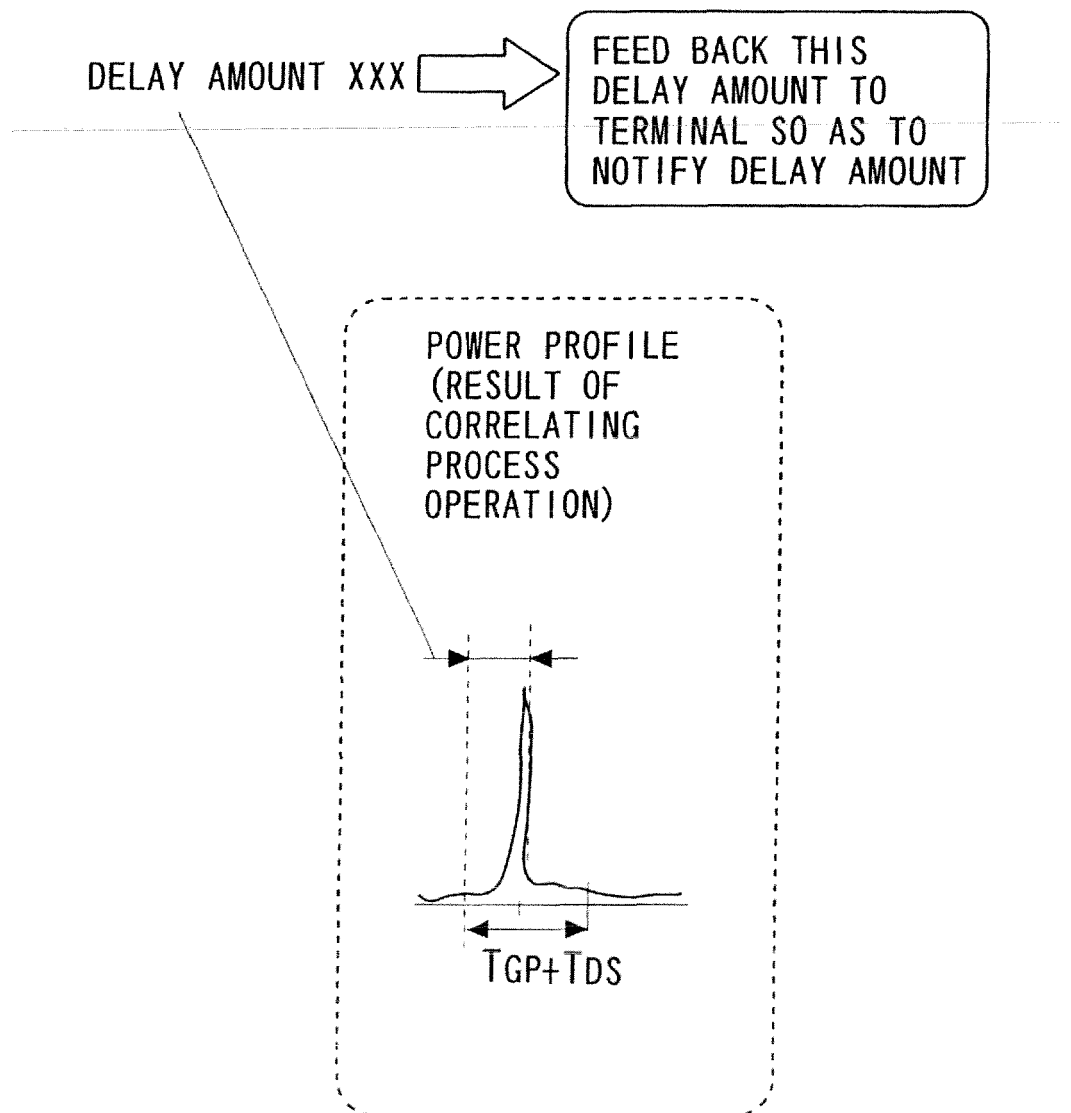 DELAY AMOUNT XXX
FEED BACK THIS
DELAY AMOUNT TO
TERMINAL SO AS TO
NOTIFY DELAY AMOUNT
POWER PROFILE
(RESULT OF
CORRELATING
PROCESS
OPERATION)
TGP+TDS